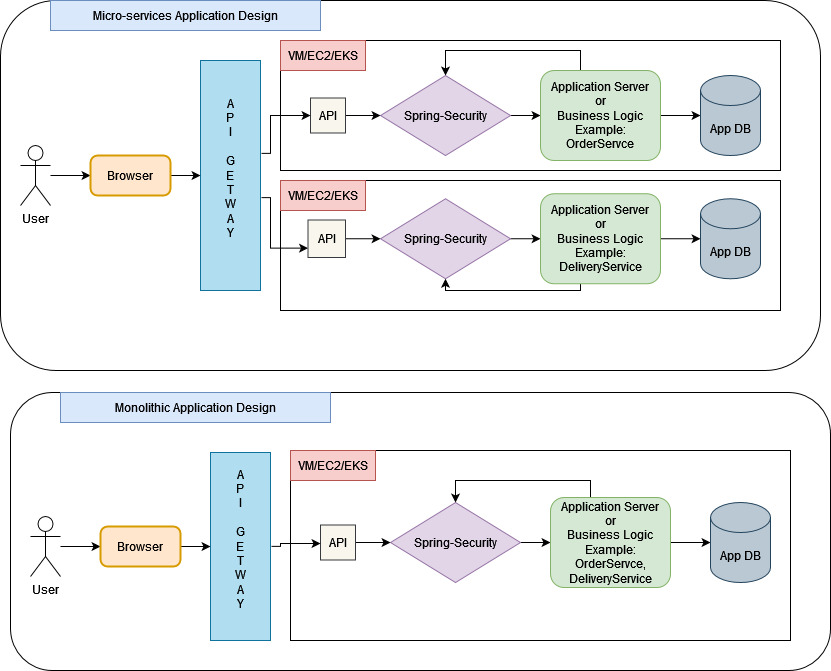 Micro-services Application Design
VM/EC2/EKS
A
P
I
G
E
T
W
A
Y
API
Spring-Security
Application Server
or
Business Logic
Example:
OrderServce
App DB
User
Browser
VM/EC2/EKS
API
Spring-Security
Application Server
or
Business Logic
Example:
DeliveryService
App DB
Monolithic Application Design
VM/EC2/EKS
A
P
I
G
E
T
W
A
Y
User
Browser
API
Spring-Security
Application Server
or
Business Logic
Example:
OrderServce,
DeliveryService
App DB